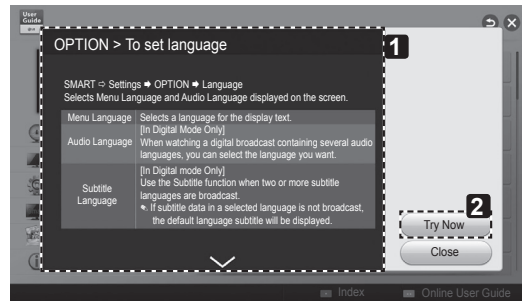 User
Guide
OPTION > To set language
1
SMART ⇨ Settings ➡ OPTION ➡ Language
Selects Menu Language and Audio Language displayed on the screen.
Menu Language Selects a language for the display text.
Audio Language [In Digital Mode Only]
When watching a digital broadcast containing several audio
languages, you can select the language you want.
Subtitle Language [In Digital mode Only]
Use the Subtitle function when two or more subtitle
languages are broadcast.
If subtitle data in a selected language is not broadcast,
the default language subtitle will be displayed.
2
Try Now
Close
Index
Online User Guide